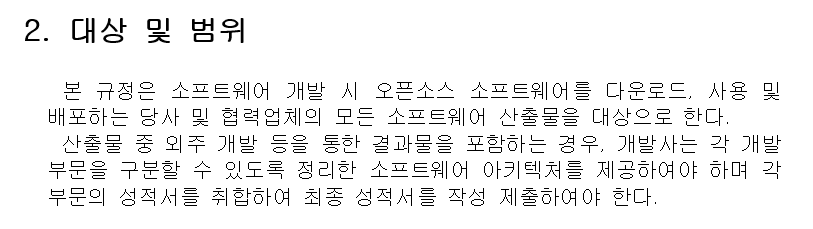 2. 대상 및 범위
본 규정은 소프트웨어 개발 시 오픈소스 소프트웨어를 다운로드, 사용 및
배포하는 당사 및 협력업체의 모든 소프트웨어 산출물을 대상으로 한다.
산출물 중 외주 개발 등을 통한 결과물을 포함하는 경우, 개발사는 각 개발
부문을 구분할 수 있도록 정리한 소프트웨어 아키텍처를 제공하여야 하며 각
부문의 성적서를 취합하여 최종 성적서를 작성 제출하여야 한다.